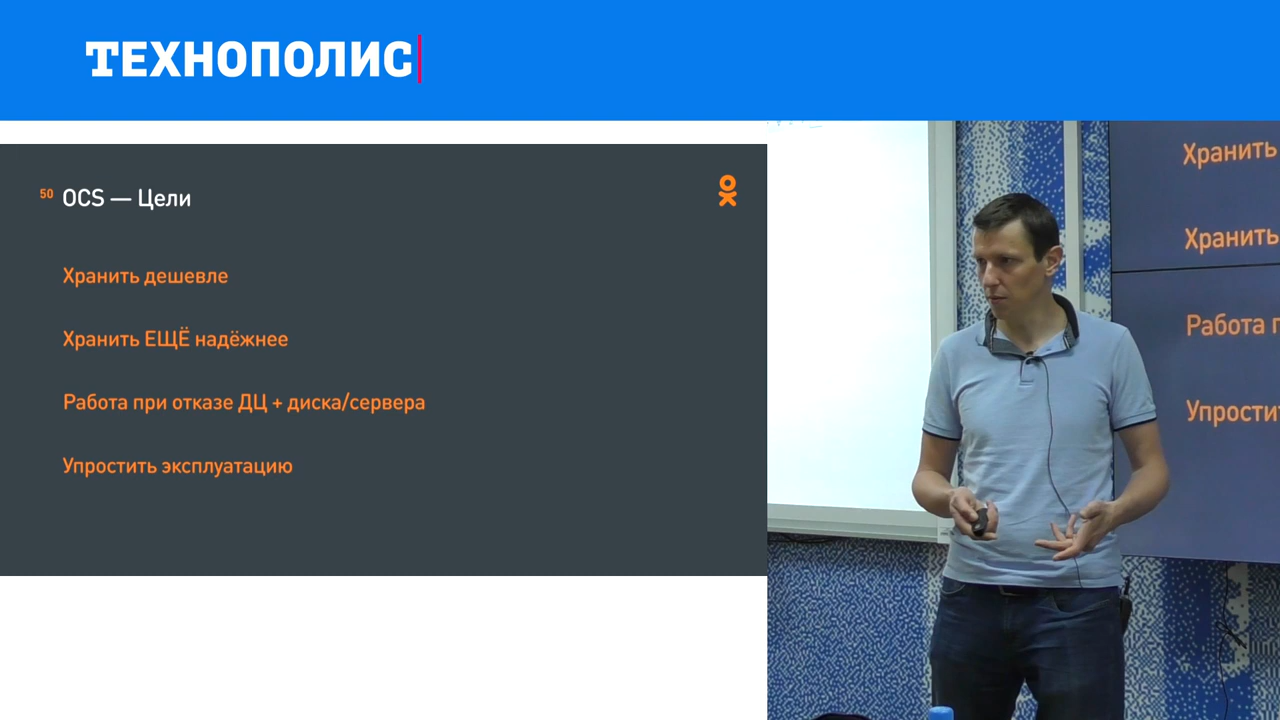 ТЕХНОПОЛИС
50 OCS — Цели
Хранить дешевле
Хранить ЕЩЁ надёжнее
Работа при отказе ДЦ + диска/сервера
Упростить эксплуатацию
Хранить
Хранить
Работа п
Упрости